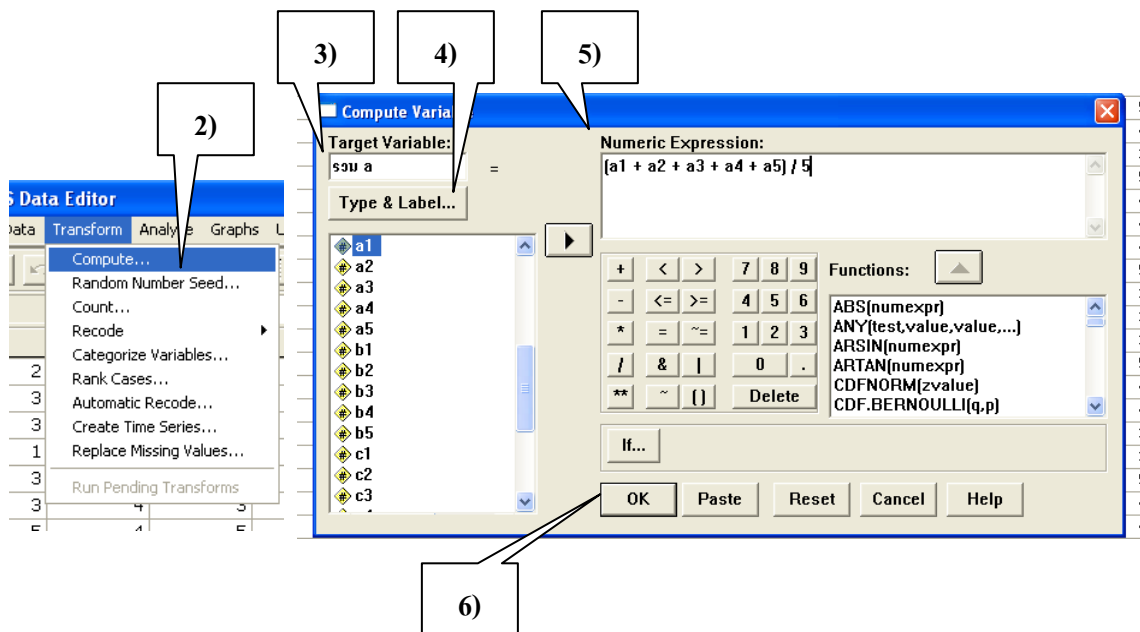 3)
4)
5)
2)
6)
S Data Editor
Data Transform Analyze Graphs U
Compute...
Random Number Seed...
Count...
Recode
Categorize Variables...
Rank Cases...
Automatic Recode...
Create Time Series...
Replace Missing Values...
Run Pending Transforms
2
3
3
1
3
3 4 3
5 4 5
Compute Varia
Target Variable:
รวม a
=
Type & Label...
Numeric Expression:
(a1 + a2 + a3 + a4 + a5) / 5
a1
a2
a3
a4
a5
b1
b2
b3
b4
b5
c1
c2
c3
+ < > 7 8 9
- <= >= 4 5 6
* = ~= 1 2 3
/ & | 0 .
** ~ () Delete
Functions:
ABS(numexpr)
ANY(test,value,value,...)
ARSIN(numexpr)
ARTAN(numexpr)
CDFNORM(zvalue)
CDF.BERNOULLI(q,p)
If...
OK Paste Reset Cancel Help